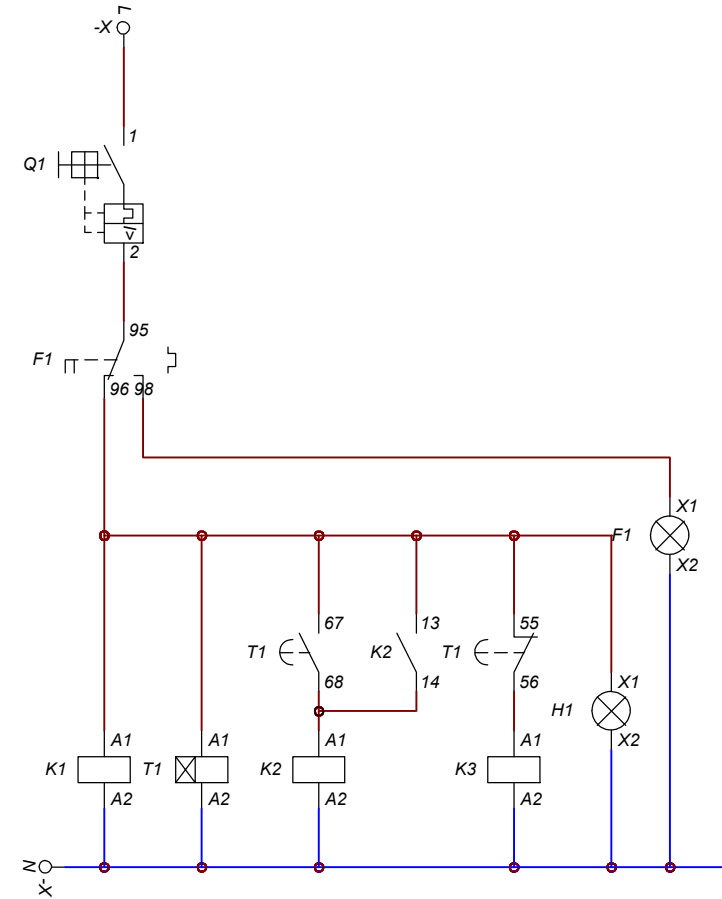 L
-X
1
Q1
2
95
F1
96 98
X1
F1
X2
67 13 55
T1 K2 T1
68 14 56
X1
H1
X2
A1 A1 A1 A1
K1 T1 K2 K3
A2 A2 A2 A2
N
X-